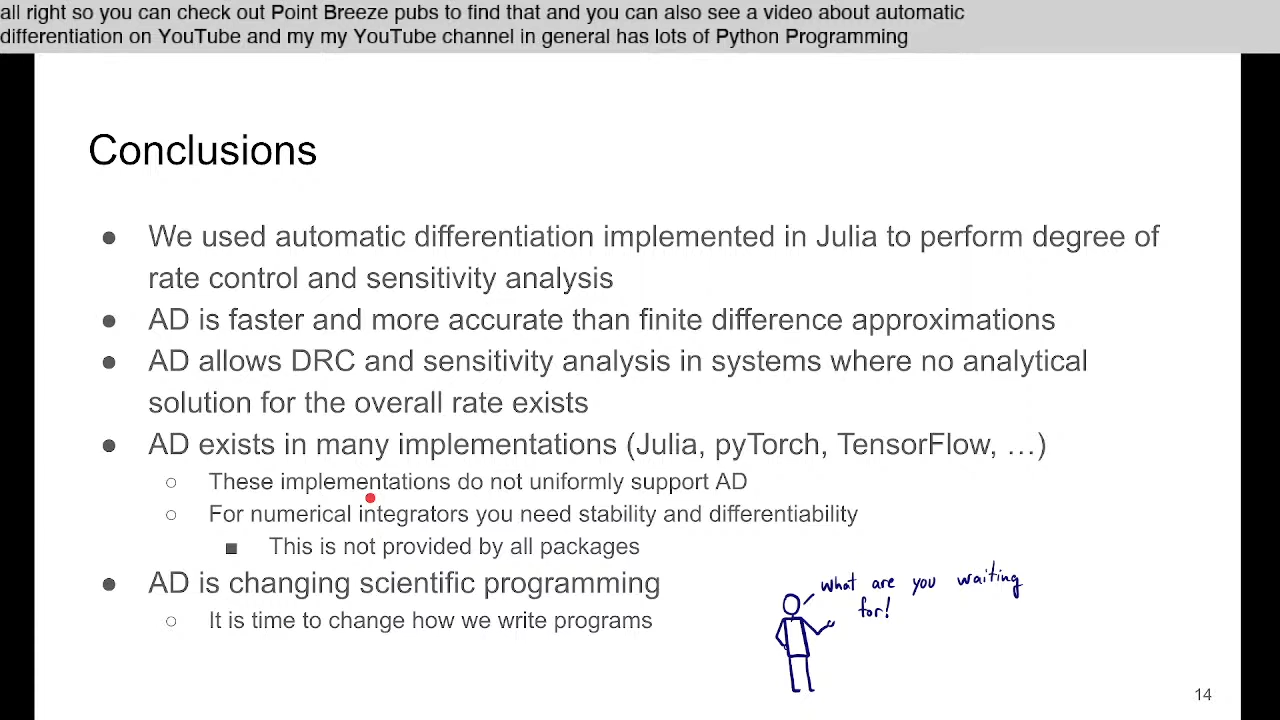 all right so you can check out Point Breeze pubs to find that and you can also see a video about automatic
differentiation on YouTube and my my YouTube channel in general has lots of Python Programming
Conclusions
● We used automatic differentiation implemented in Julia to perform degree of
rate control and sensitivity analysis
● AD is faster and more accurate than finite difference approximations
● AD allows DRC and sensitivity analysis in systems where no analytical
solution for the overall rate exists
● AD exists in many implementations (Julia, pyTorch, TensorFlow, …)
○ These implementations do not uniformly support AD
○ For numerical integrators you need stability and differentiability
■ This is not provided by all packages
● AD is changing scientific programming
○ It is time to change how we write programs
what are you waiting
for!
14